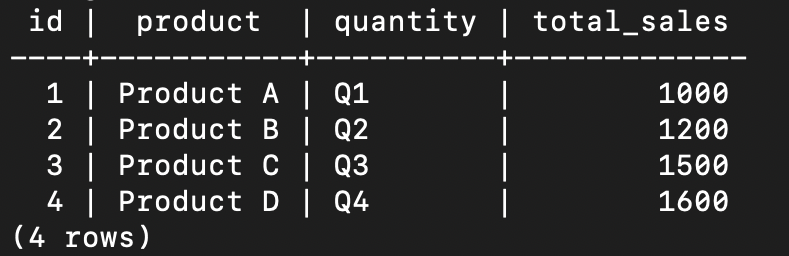 id |  product  | quantity | total_sales
----+-----------+----------+-------------
  1 | Product A | Q1       |        1000
  2 | Product B | Q2       |        1200
  3 | Product C | Q3       |        1500
  4 | Product D | Q4       |        1600
(4 rows)